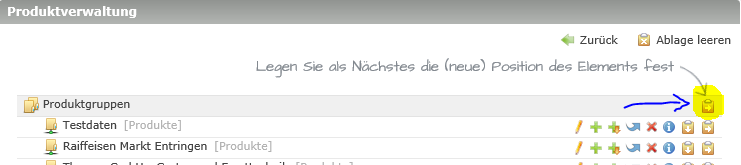 Produktverwaltung
Zurück Ablage leeren
Legen Sie als Nächstes die (neue) Position des Elements fest
Produktgruppen
Testdaten [Produkte]
Raiffeisen Markt Entringen [Produkte]